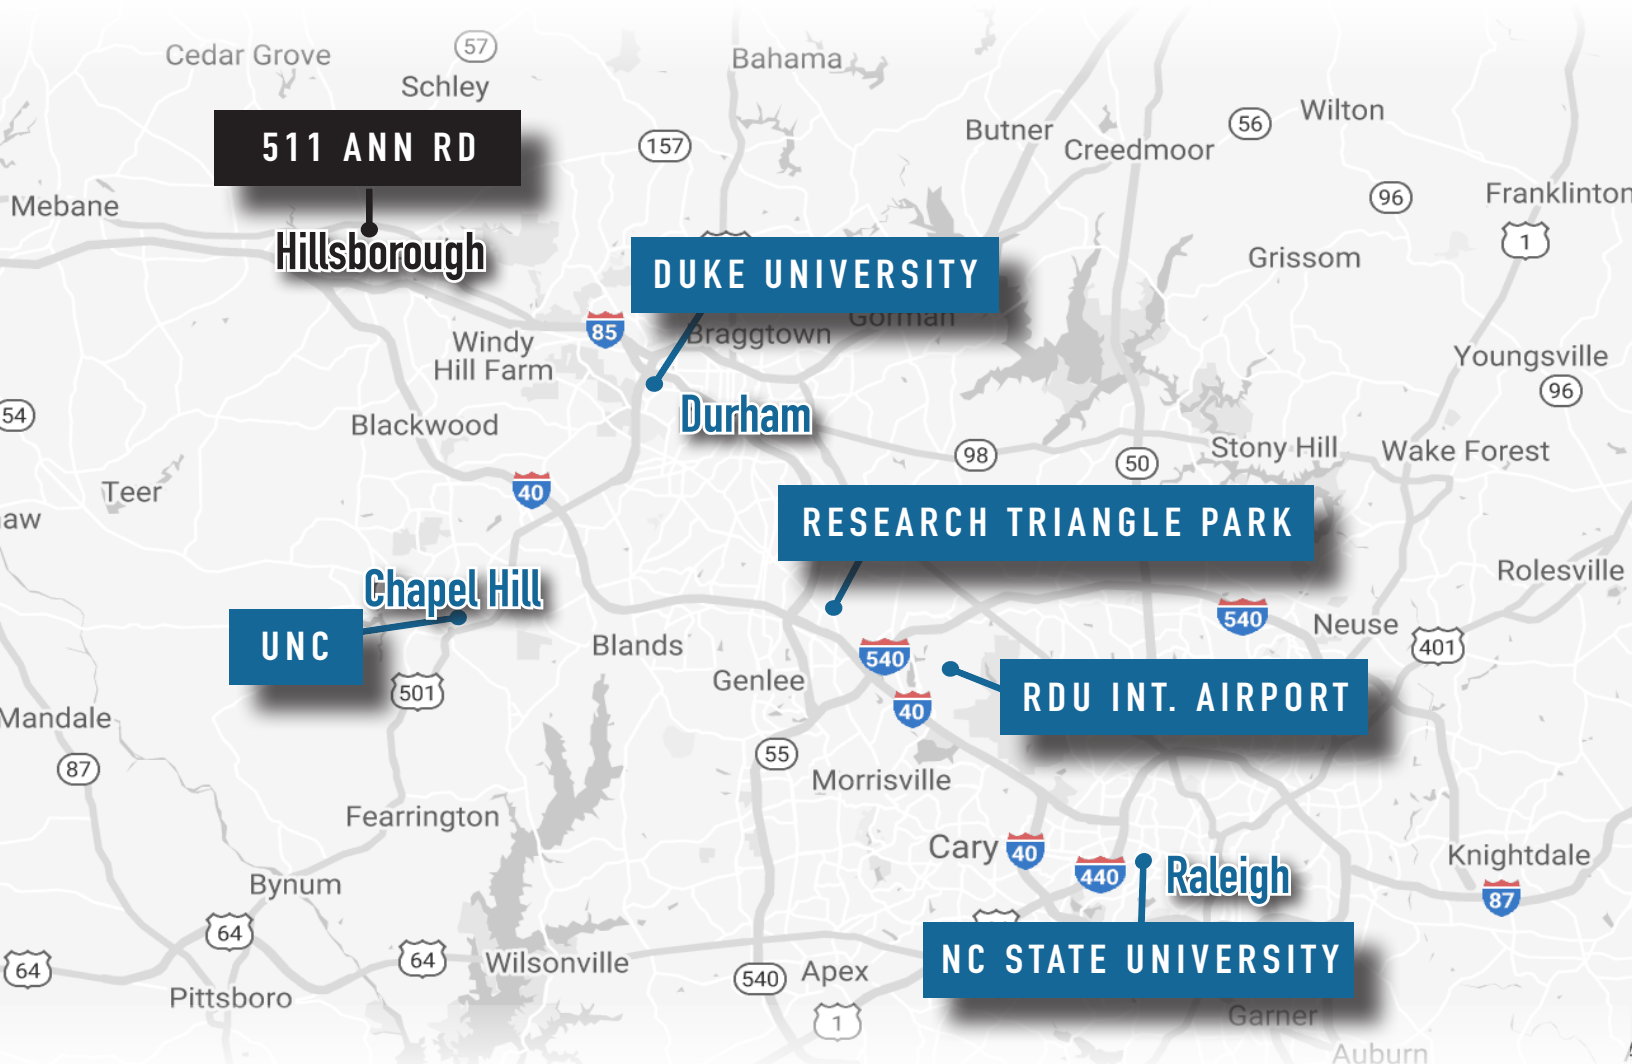 Cedar Grove
57
Schley
Bahama
511 ANN RD
157
Butner
Creedmoor
56
Wilton
Mebane
96
Franklinton
1
Hillsborough
Grissom
DUKE UNIVERSITY
Gorman
Braggtown
85
Windy
Hill Farm
Youngsville
96
54
Blackwood
Durham
98
50
Stony Hill
Wake Forest
Teer
40
RESEARCH TRIANGLE PARK
aw
Chapel Hill
Rolesville
UNC
540
Neuse
401
Blands
540
Genlee
501
RDU INT. AIRPORT
40
Mandale
87
55
Morrisville
Fearrington
Cary
40
440
Raleigh
Knightdale
87
Bynum
64
64
64
Wilsonville
540
Apex
NC STATE UNIVERSITY
Pittsboro
1
Garner
Auburn